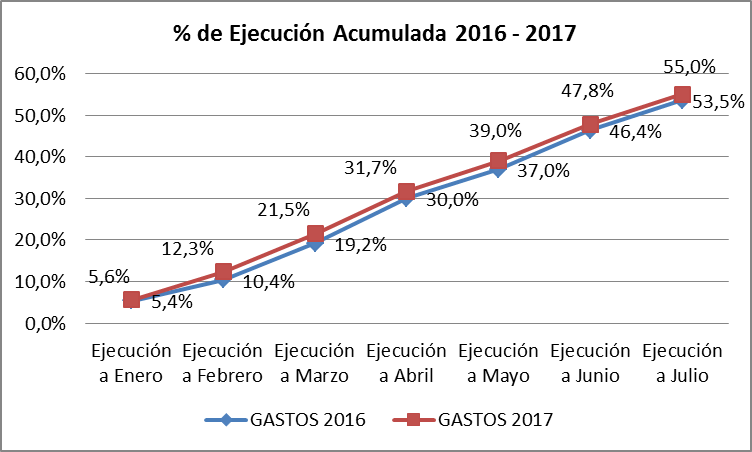 % de Ejecución Acumulada 2016 - 2017
60,0%
50,0%
40,0%
30,0%
20,0%
10,0%
0,0%
5,6%
12,3%
21,5%
31,7%
39,0%
47,8%
55,0%
5,4%
10,4%
19,2%
30,0%
37,0%
46,4%
53,5%
Ejecución
a Enero
Ejecución
a Febrero
Ejecución
a Marzo
Ejecución
a Abril
Ejecución
a Mayo
Ejecución
a Junio
Ejecución
a Julio
GASTOS 2016
GASTOS 2017